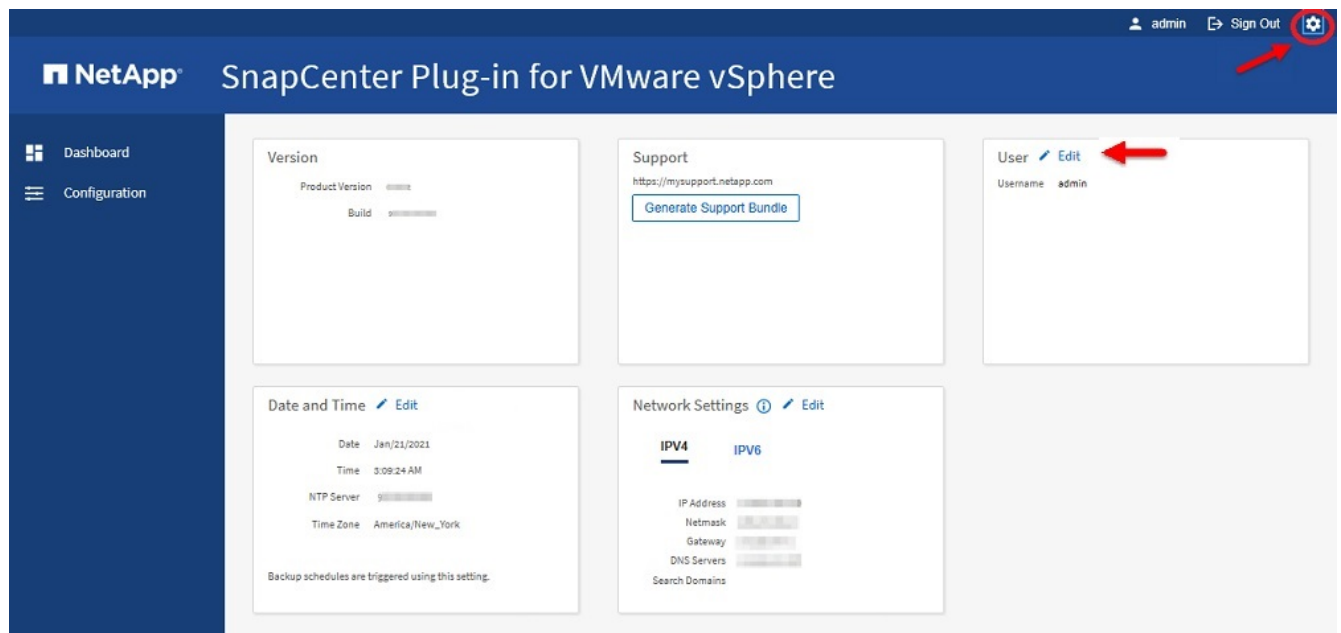 admin Sign Out
NetApp SnapCenter Plug-in for VMware vSphere
Dashboard
Configuration
Version
Product Version
Build
Support
https://mysupport.netapp.com
Generate Support Bundle
User Edit
Username admin
Date and Time Edit
Date Jan/21/2021
Time 3:09:24 AM
NTP Server
Time Zone America/New_York
Backup schedules are triggered using this setting.
Network Settings Edit
IPV4 IPV6
IP Address
Netmask
Gateway
DNS Servers
Search Domains